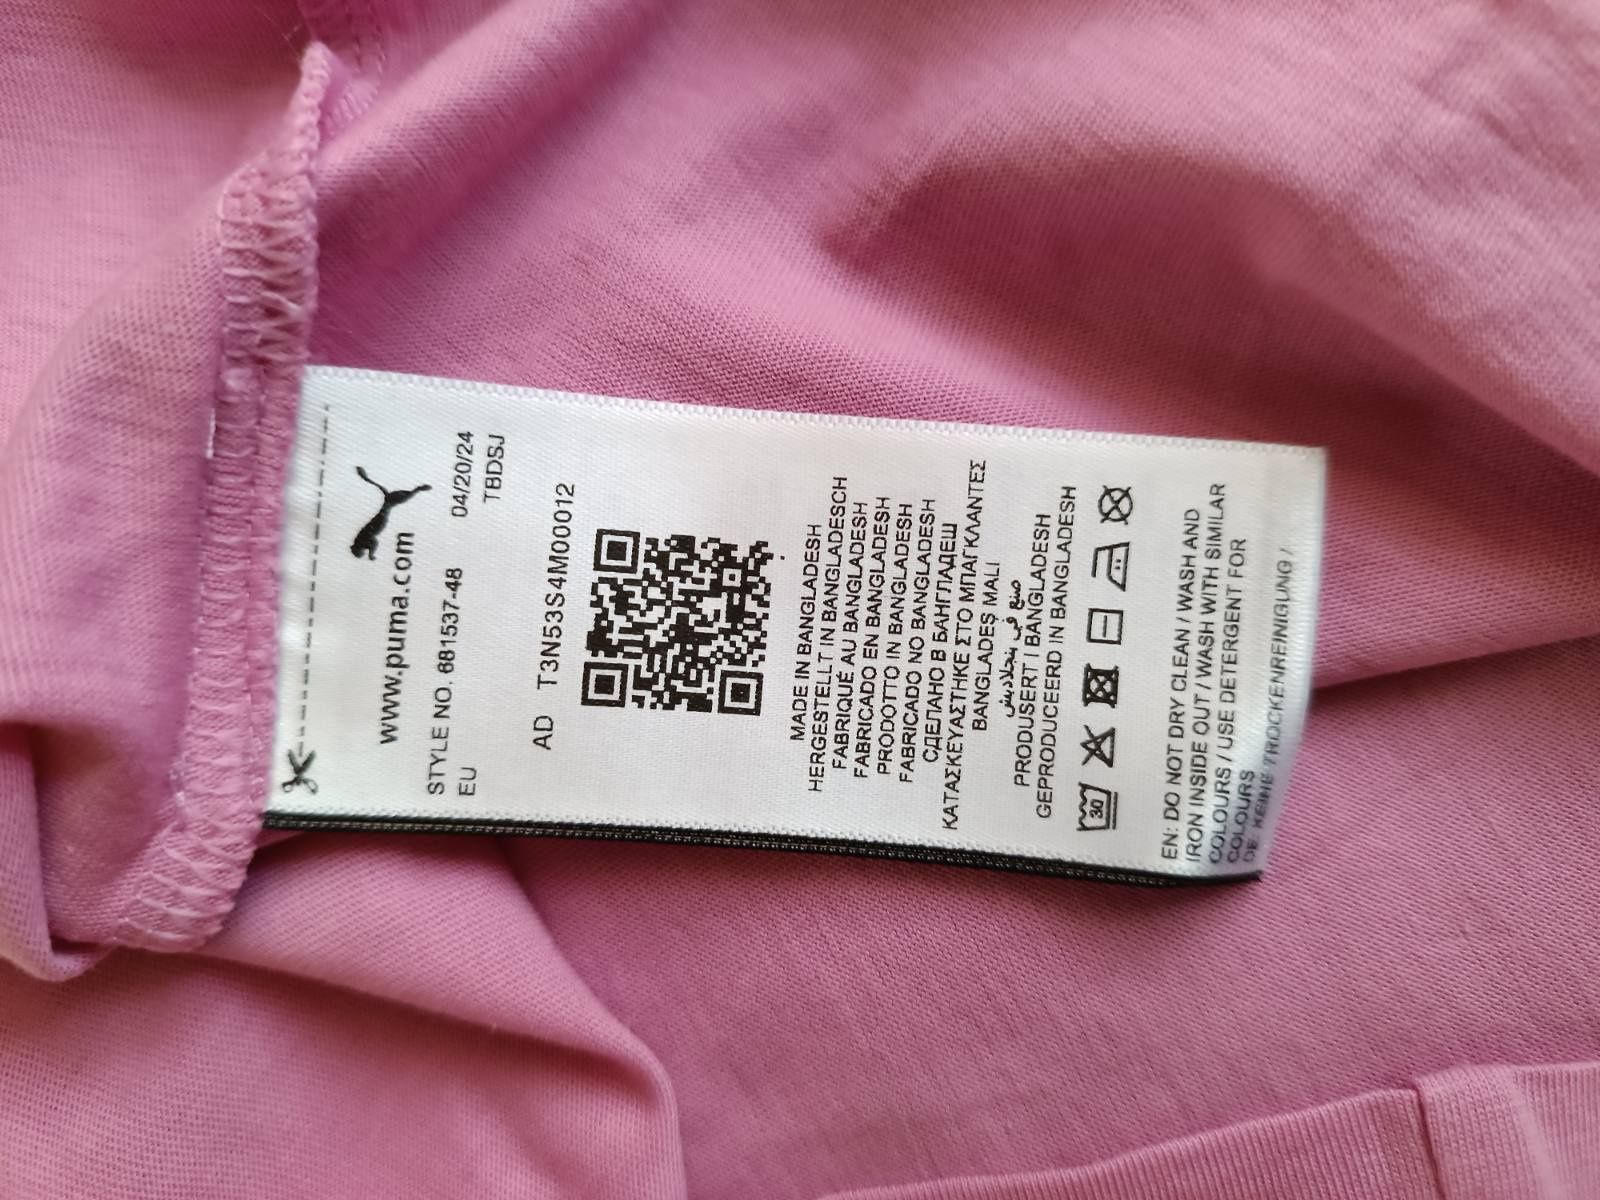 www.puma.com
STYLE NO. 681537-48 04/20/24
EU TBDSJ
AD T3N53S4M00012
MADE IN BANGLADESH
HERGESTELLT IN BANGLADESCH
FABRIQUÉ AU BANGLADESH
FABRICADO EN BANGLADESH
PRODOTTO IN BANGLADESH
FABRICADO NO BANGLADESH
СДЕЛАНО В БАНГЛАДЕШ
ΚΑΤΑΣΚΕΥΑΣΤΗΚΕ ΣΤΟ ΜΠΑΓΚΛΑΝΤΕΣ
BANGLADES MALI
صنع في بنجلاديش
PRODUSERT I BANGLADESH
GEPRODUCEERD IN BANGLADESH
30
EN: DO NOT DRY CLEAN / WASH AND
IRON INSIDE OUT / WASH WITH SIMILAR
COLOURS / USE DETERGENT FOR
COLOURS
DE: KEINE TROCKENREINIGUNG /